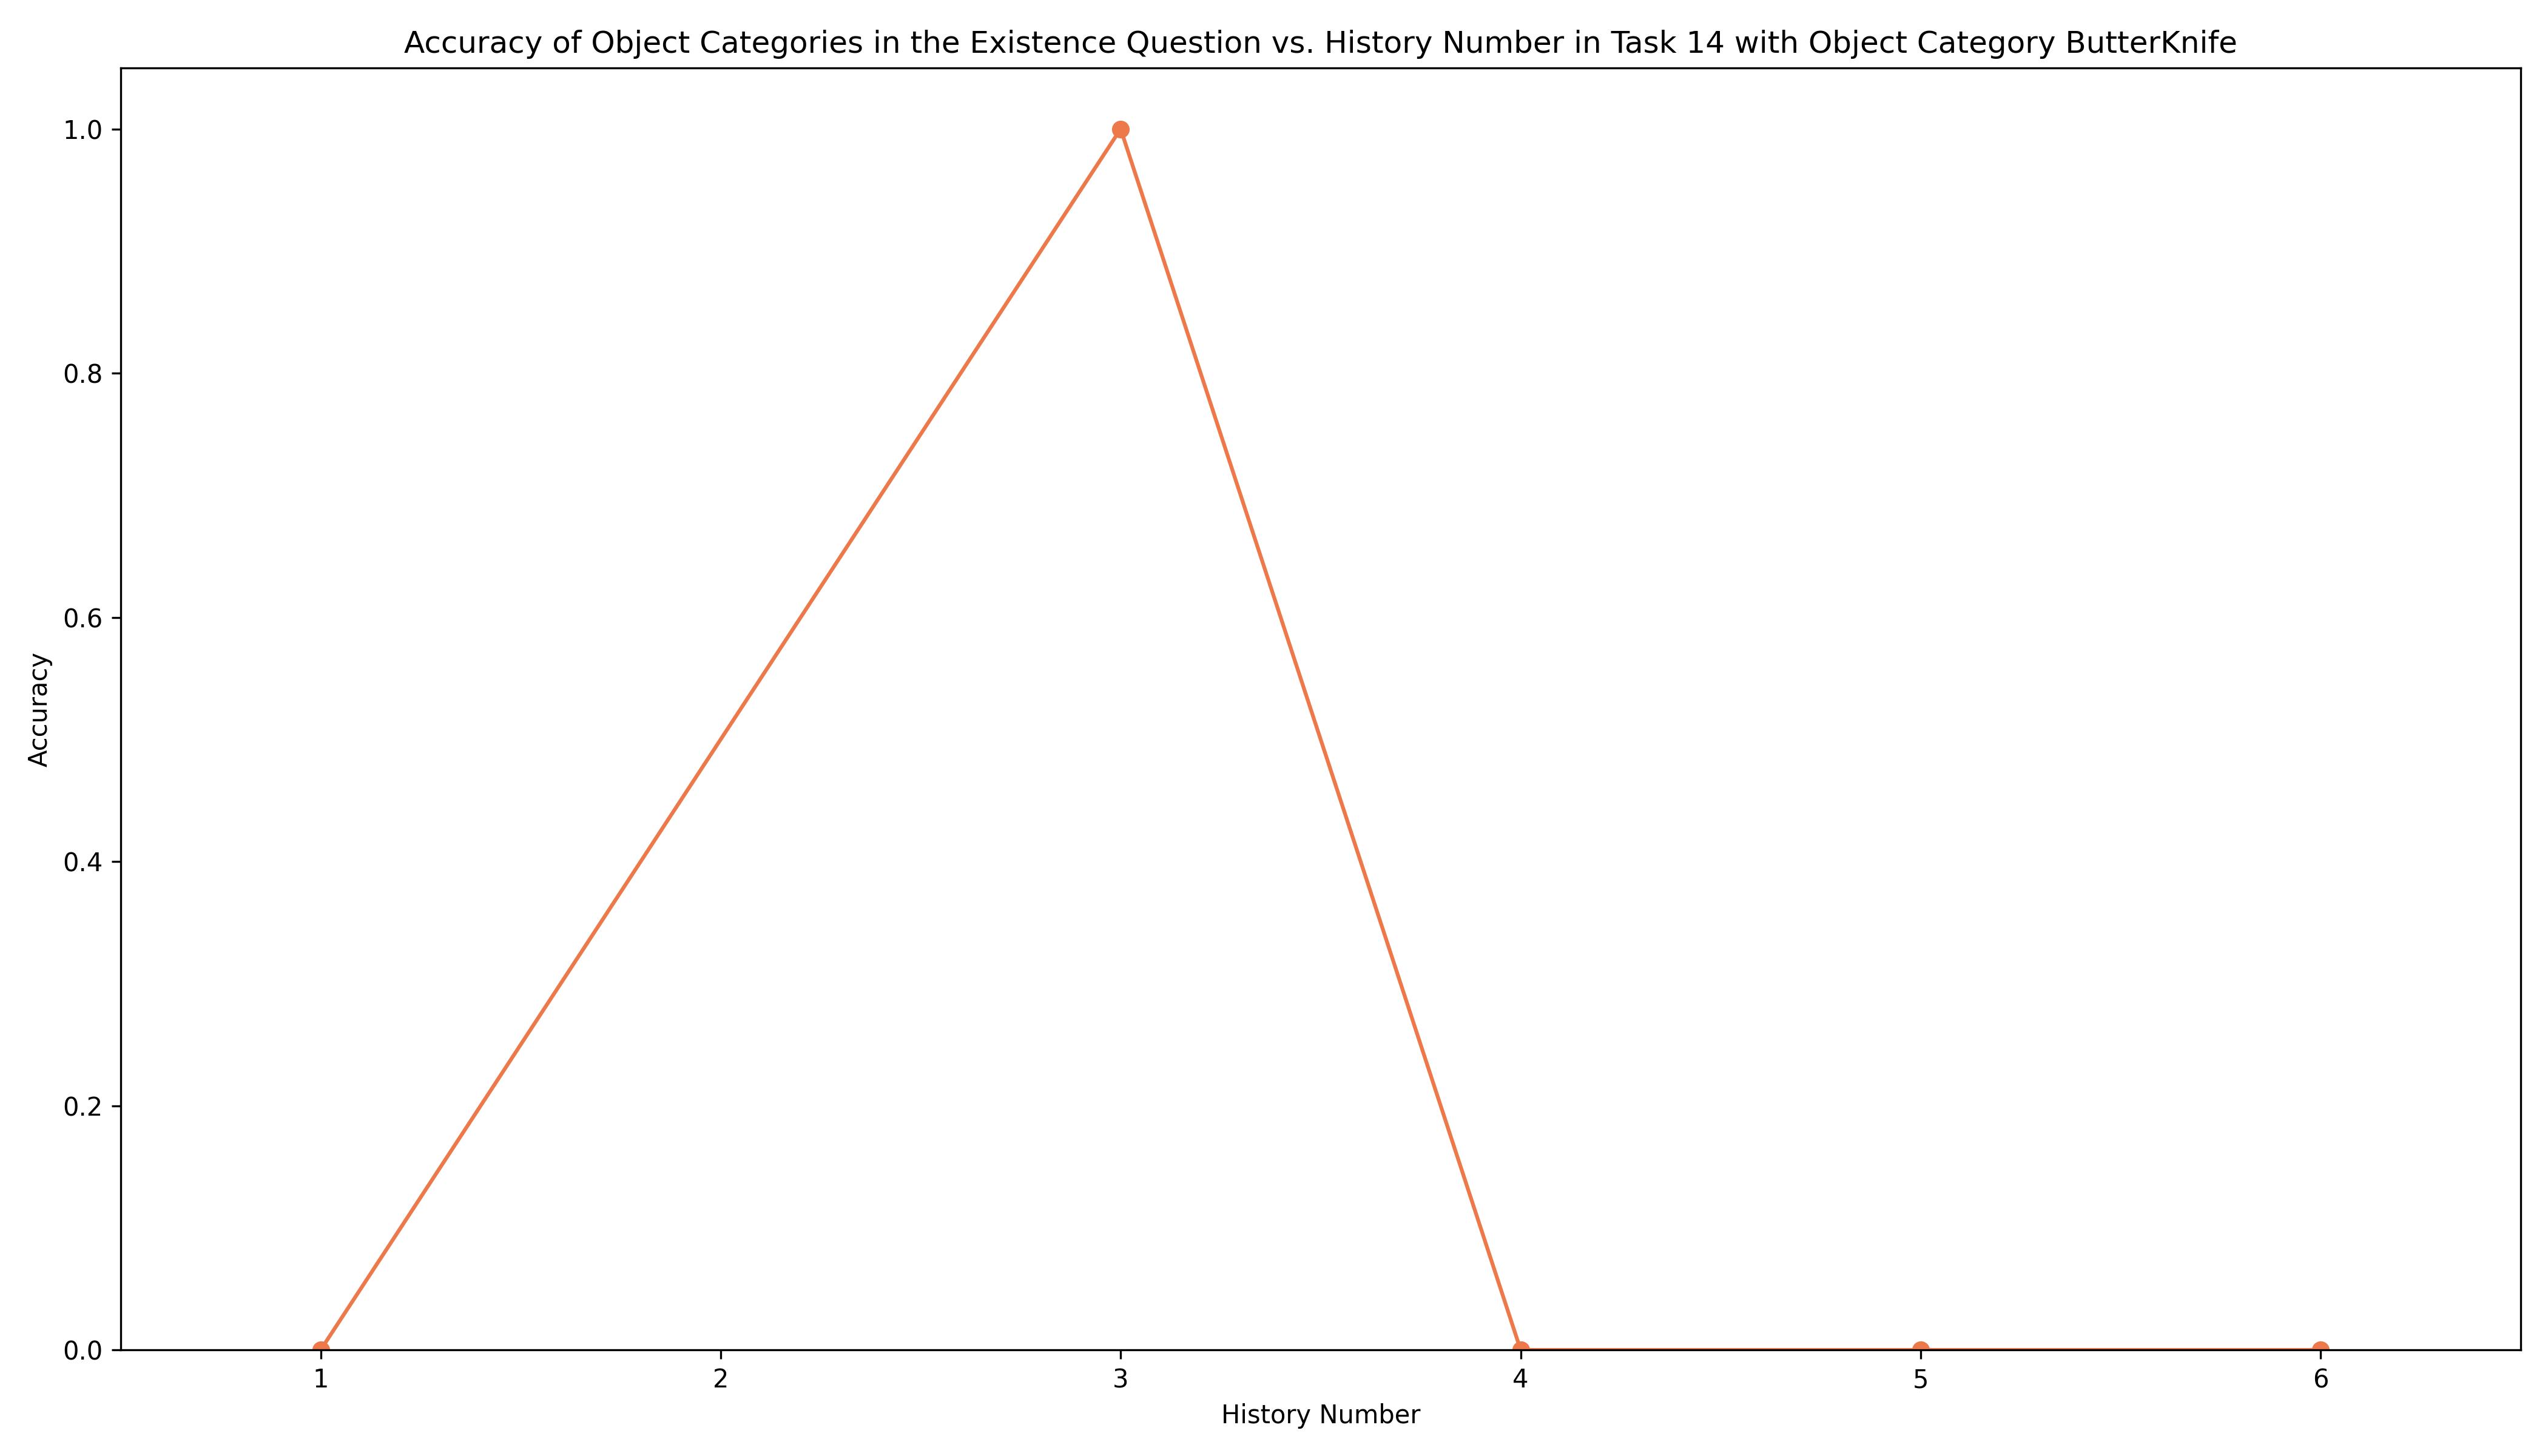 Accuracy of Object Categories in the Existence Question vs. History Number in Task 14 with Object Category ButterKnife
1.0
0.8
0.6
0.4
0.2
0.0
Accuracy
1 2 3 4 5 6
History Number